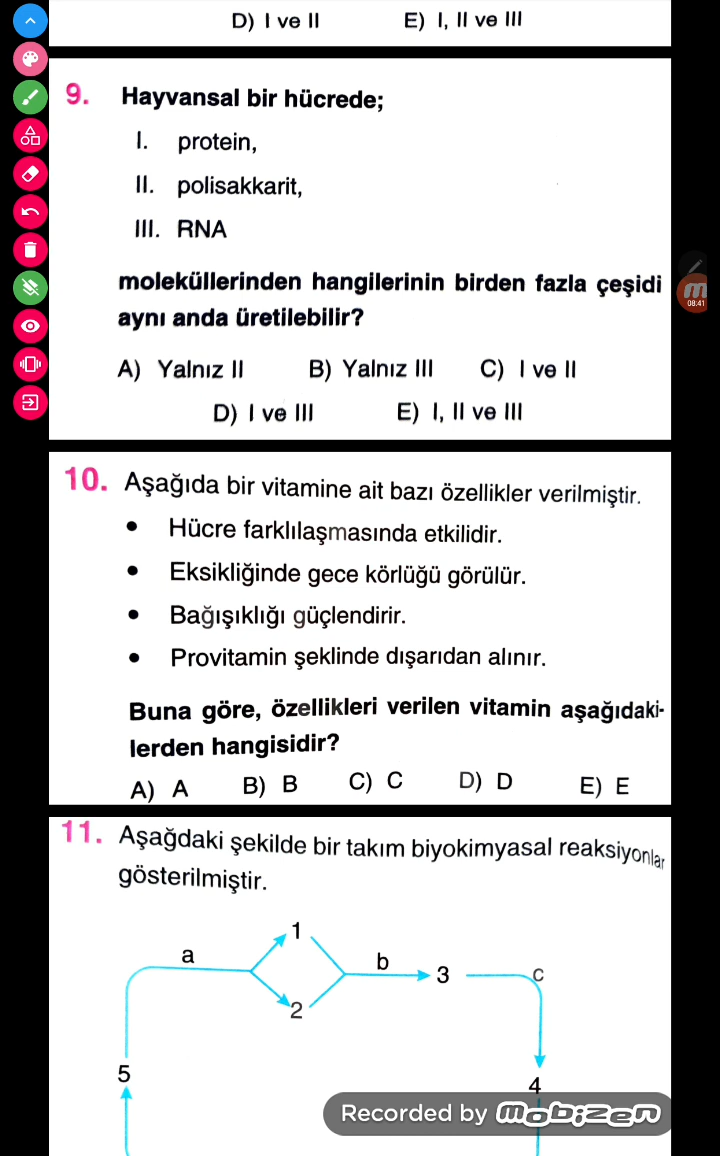 D) I ve II E) I, II ve III
9. Hayvansal bir hücrede;
I. protein,
II. polisakkarit,
III. RNA
moleküllerinden hangilerinin birden fazla çeşidi
aynı anda üretilebilir?
A) Yalnız II B) Yalnız III C) I ve II
D) I ve III E) I, II ve III
08:41
10. Aşağıda bir vitamine ait bazı özellikler verilmiştir.
• Hücre farklılaşmasında etkilidir.
• Eksikliğinde gece körlüğü görülür.
• Bağışıklığı güçlendirir.
• Provitamin şeklinde dışarıdan alınır.
Buna göre, özellikleri verilen vitamin aşağıdaki-
lerden hangisidir?
A) A B) B C) C D) D E) E
11. Aşağdaki şekilde bir takım biyokimyasal reaksiyonlar
gösterilmiştir.
1
a b
3 c
2
5 4
Recorded by mobizen